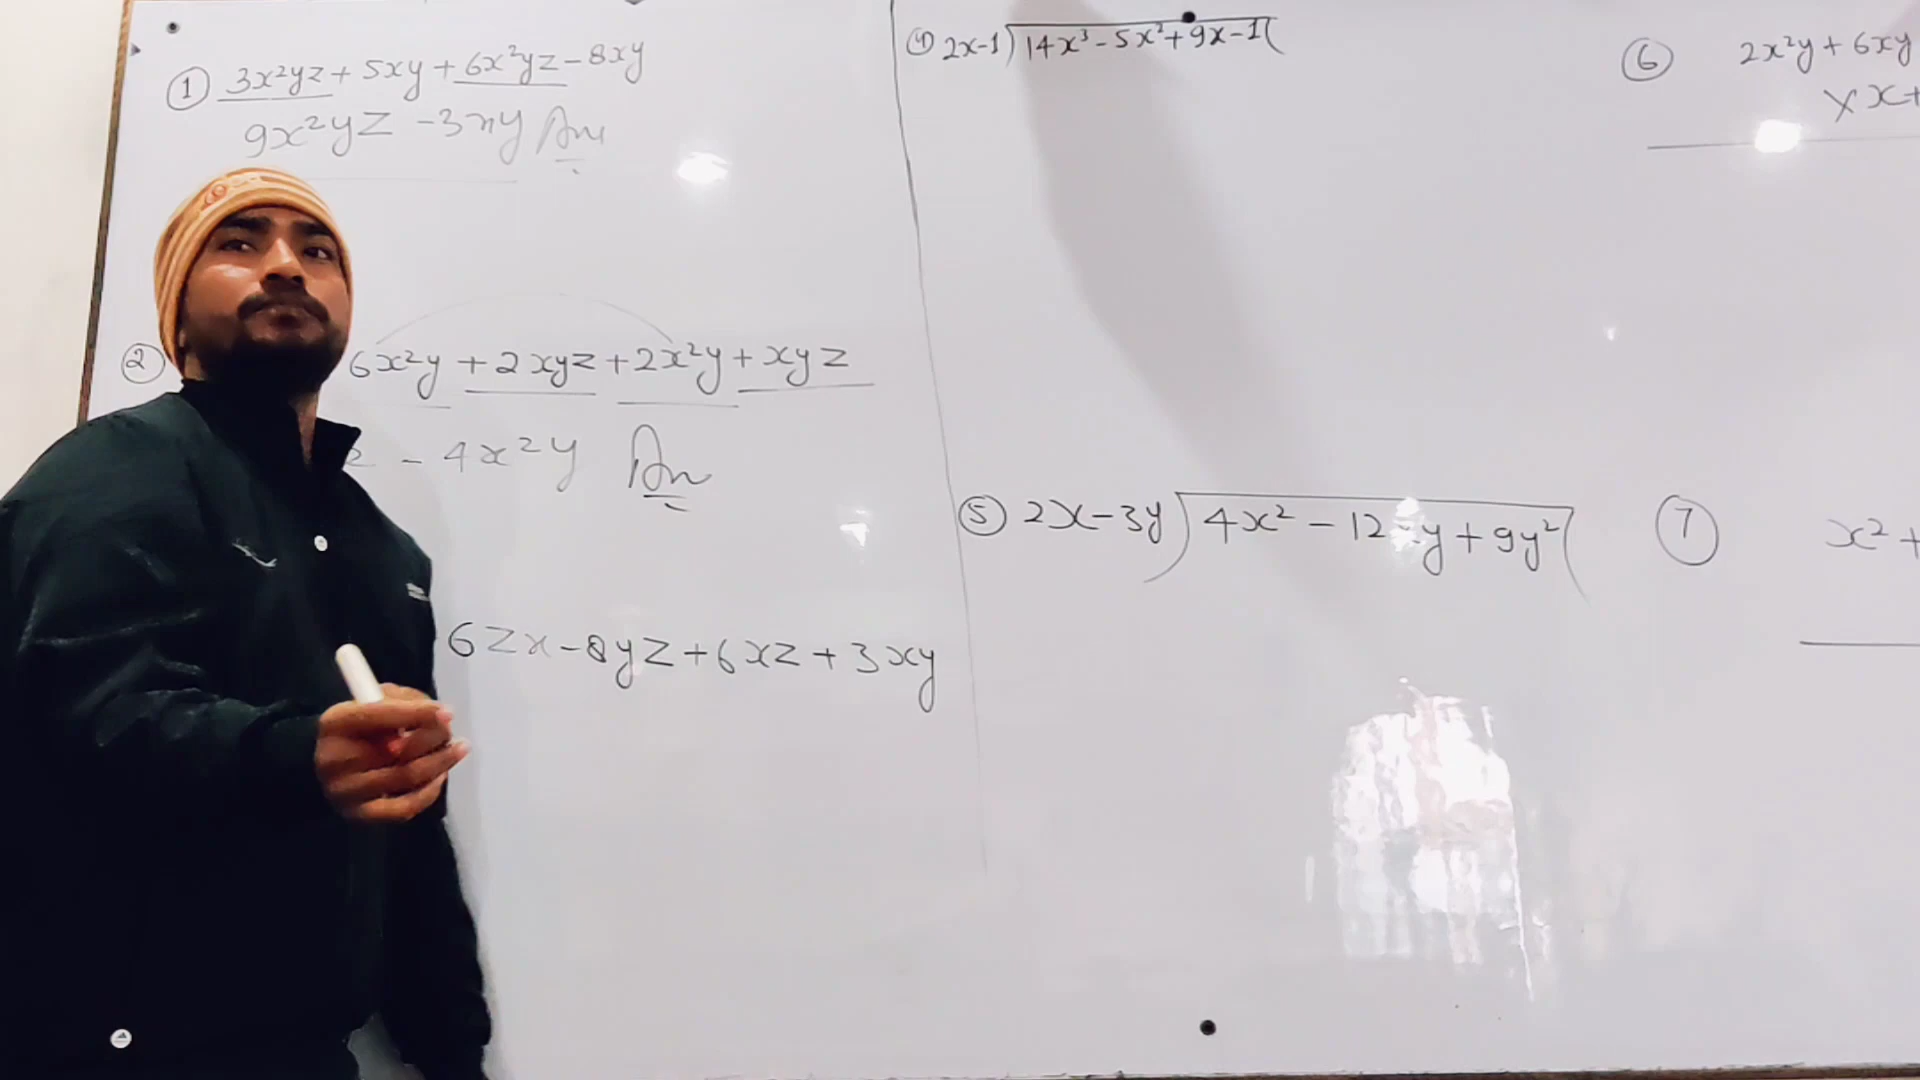 ① 3x²yz + 5xy + 6x²yz - 8xy
9x²yz - 3xy Ans
② 6x²y + 2xyz + 2x²y + xyz
z - 4x²y Ans
6zx - 8yz + 6xz + 3xy
④ 2x-1) 14x³ - 5x² + 9x - 1(
⑤ 2x-3y) 4x² - 12xy + 9y² (
⑥ 2x²y + 6xy
× x +
⑦ x² +